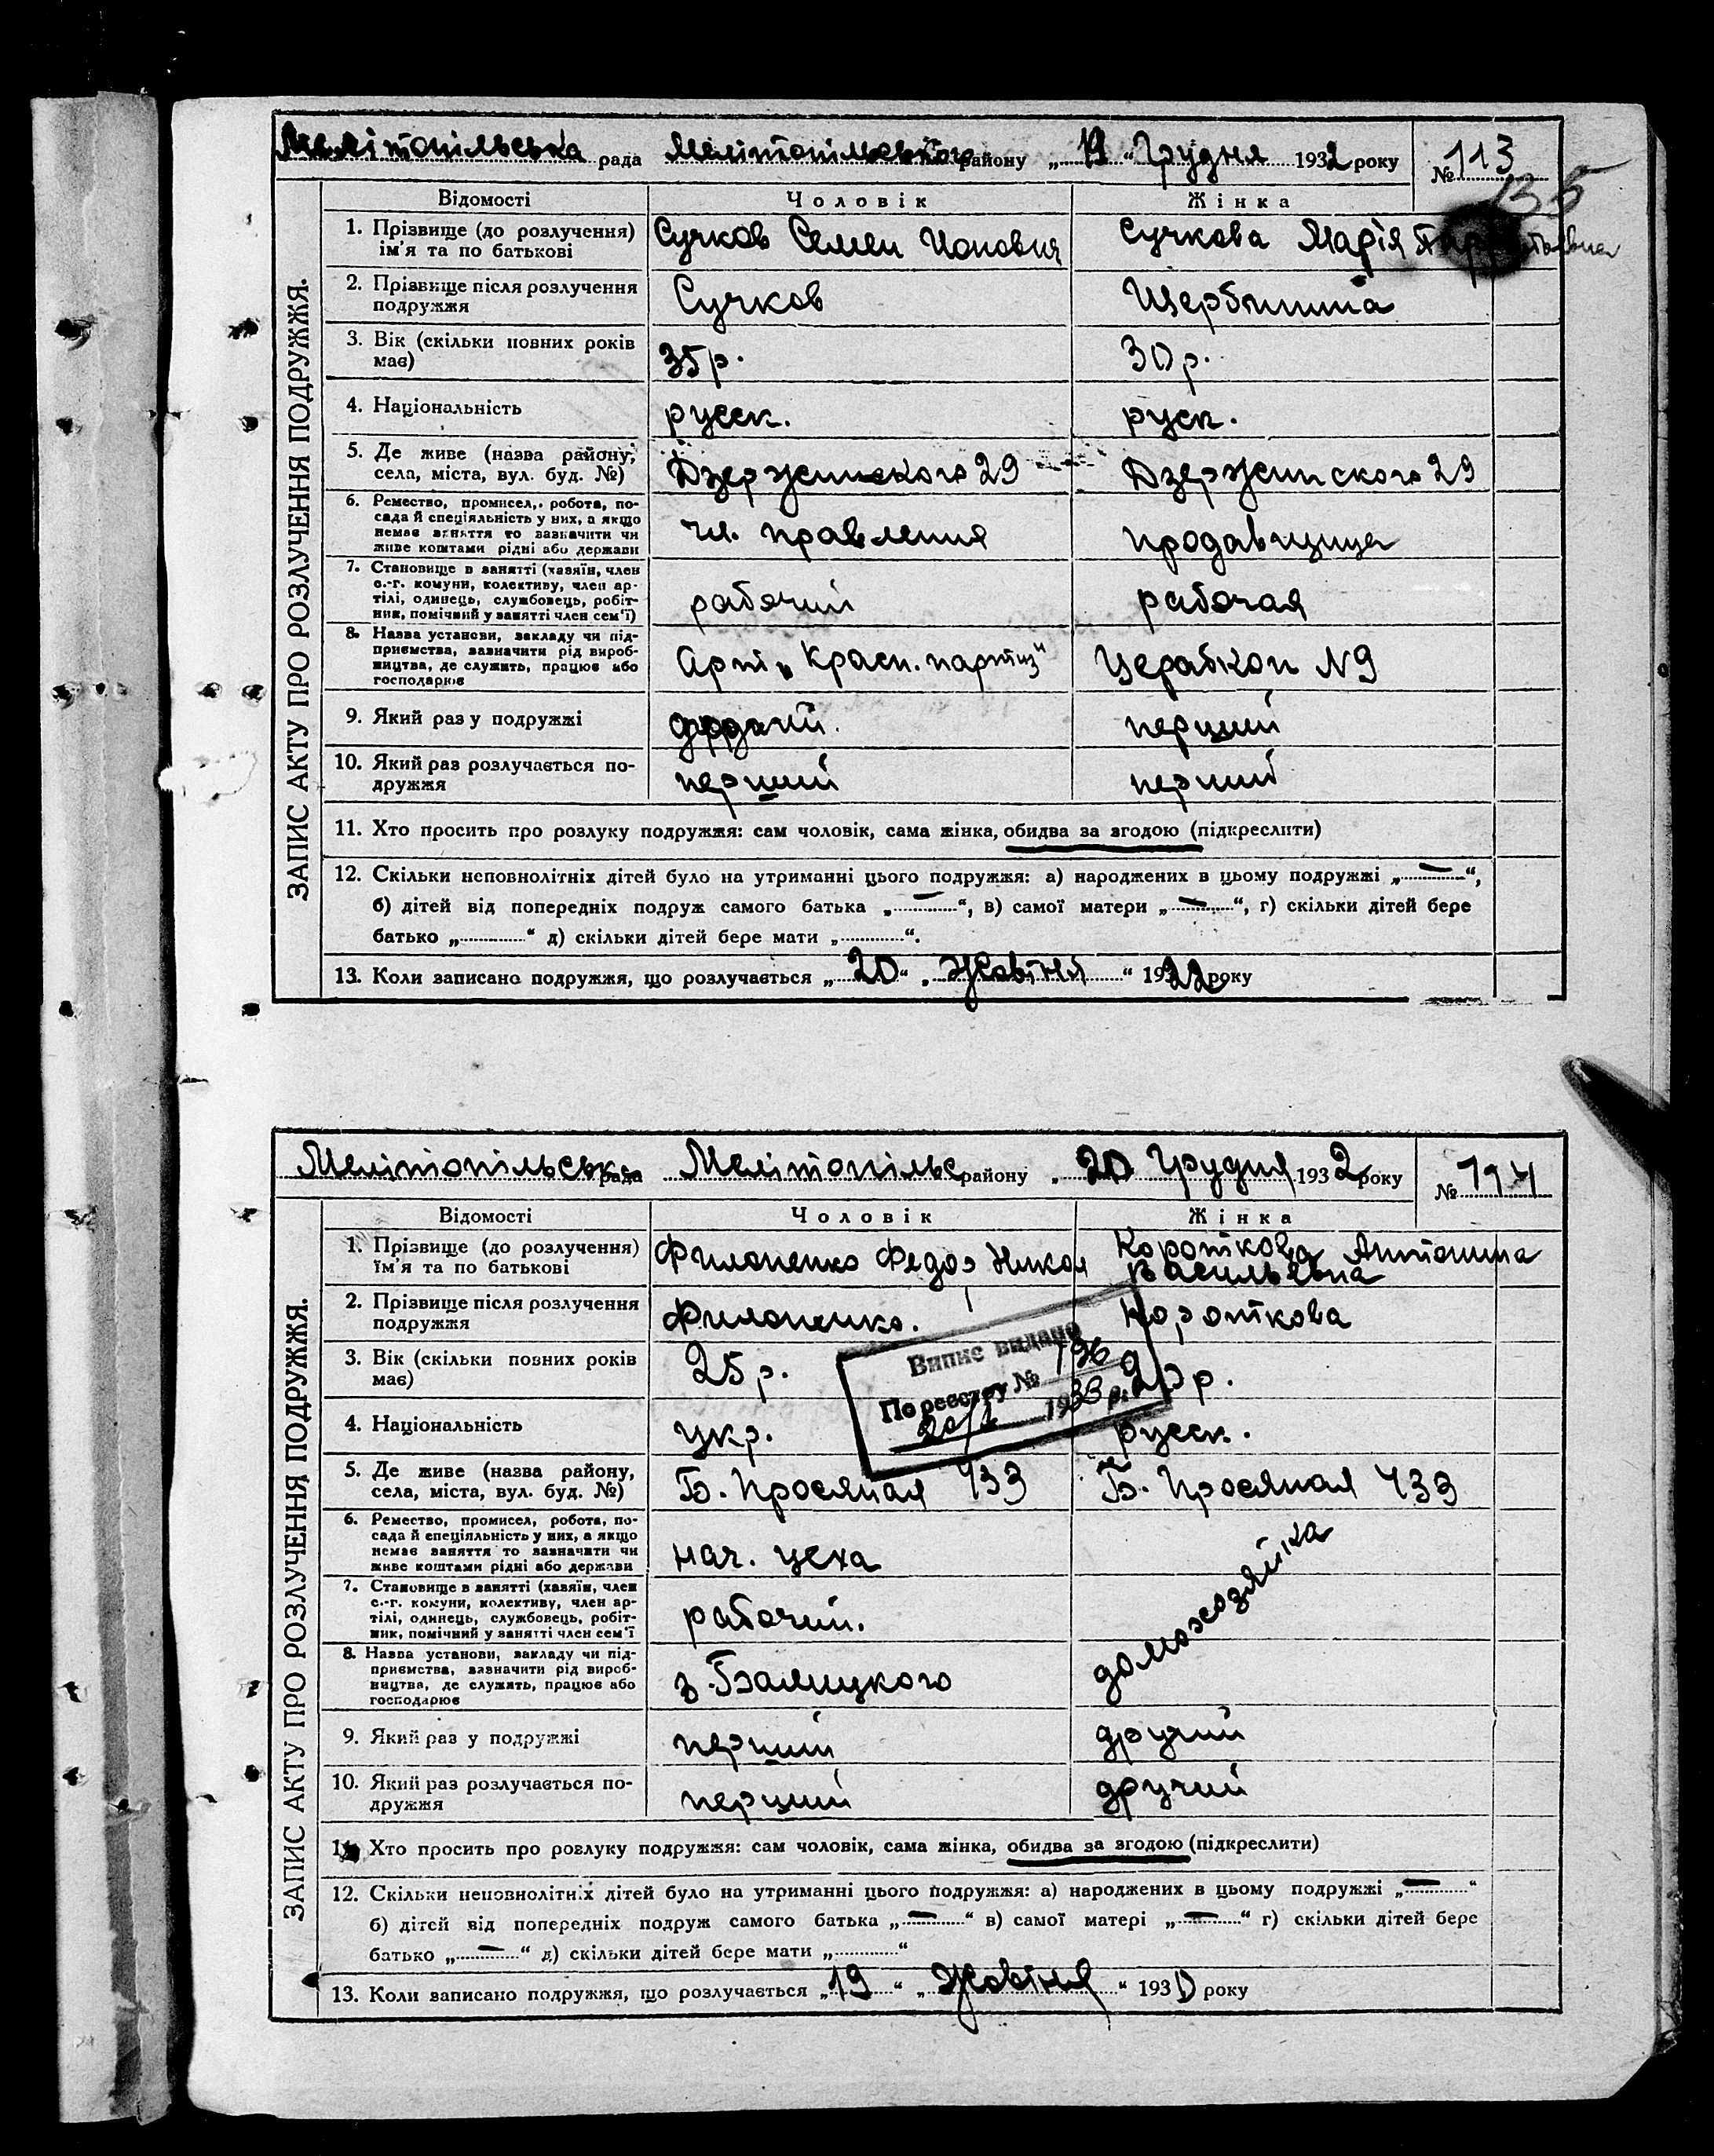 Мелітопільська рада Мелітопільського району „ 19 “ Грудня 1932 року № 113
135
Відомості Чоловік Жінка
ЗАПИС АКТУ ПРО РОЗЛУЧЕННЯ ПОДРУЖЖЯ.
1. Прізвище (до розлучення) Сучков Семен Ионович Сучкова Марія
ім'я та по батькові
2. Прізвище після розлучення Сучков Щербинина
подружжя
3. Вік (скільки повних років 35 р. 30 р.
має)
4. Національність русск. руск.
5. Де живе (назва району, Дзержинского 29 Дзержинского 29
села, міста, вул. буд. №)
6. Ремество, промисел, робота, по-
сада й спеціяльність у них, а якщо чл. правления продавщица
немає заняття то зазначити чи
живе коштами рідні або держави
7. Становище в занятті (хазяїн, член
с.-г. комуни, колективу, член ар-
тілі, одинець, службовець, робіт- рабочий рабочая
ник, помічний у занятті член сем'ї)
8. Назва установи, закладу чи під-
приємства, зазначити рід вироб- Арт. „Красн. партиз“ Церабкоп N9
ництва, де служить, працює або
господарює
9. Який раз у подружжі другий. перший
10. Який раз розлучається по- перший перший
дружжя
11. Хто просить про розлуку подружжя: сам чоловік, сама жінка, обидва за згодою (підкреслити)
12. Скільки неповнолітніх дітей було на утриманні цього подружжя: а) народжених в цьому подружжі „ — “,
б) дітей від попередніх подруж самого батька „ — “, в) самої матери „ — “, г) скільки дітей бере
батько „..............“ д) скільки дітей бере мати „..............“.
13. Коли записано подружжя, що розлучається „ 20 “ „ Жовтня “ 1922 року
Мелітопільська рада Мелітопільс району „ 20 Грудня 1932 року № 114
Відомості Чоловік Жінка
ЗАПИС АКТУ ПРО РОЗЛУЧЕННЯ ПОДРУЖЖЯ.
1. Прізвище (до розлучення) Филоненко Федор Никол Короткова Антонина
ім'я та по батькові Васильевна
2. Прізвище після розлучення Филоненко. Короткова
подружжя
Випис видано
По реєстру № 196
20/I 1933 р.
3. Вік (скільки повних років 25 р. 20 р.
має)
4. Національність укр. русск.
5. Де живе (назва району, Б. Просяная 133 Б. Просяная 133
села, міста, вул. буд. №)
6. Ремество, промисел, робота, по-
сада й спеціяльність у них, а якщо
немає заняття то зазначити чи нач. цеха домохозяйка
живе коштами рідні або держави
7. Становище в занятті (хазяїн, член
с.-г. комуни, колективу, член ар-
тілі, одинець, службовець, робіт- рабочий.
ник, помічний у занятті член сем'ї
8. Назва установи, закладу чи під-
приємства, зазначити рід вироб- з. Балицкого
ництва, де служить, працює або
господарює
9. Який раз у подружжі перший другий
10. Який раз розлучається по- перший другий
дружжя
11. Хто просить про розлуку подружжя: сам чоловік, сама жінка, обидва за згодою (підкреслити)
12. Скільки неповнолітніх дітей було на утриманні цього подружжя: а) народжених в цьому подружжі „ — “
б) дітей від попередніх подруж самого батька „ — “ в) самої матері „ — “ г) скільки дітей бере
батько „ — “ д) скільки дітей бере мати „..............“
13. Коли записано подружжя, що розлучається „ 19 “ „ Жовтня “ 1930 року